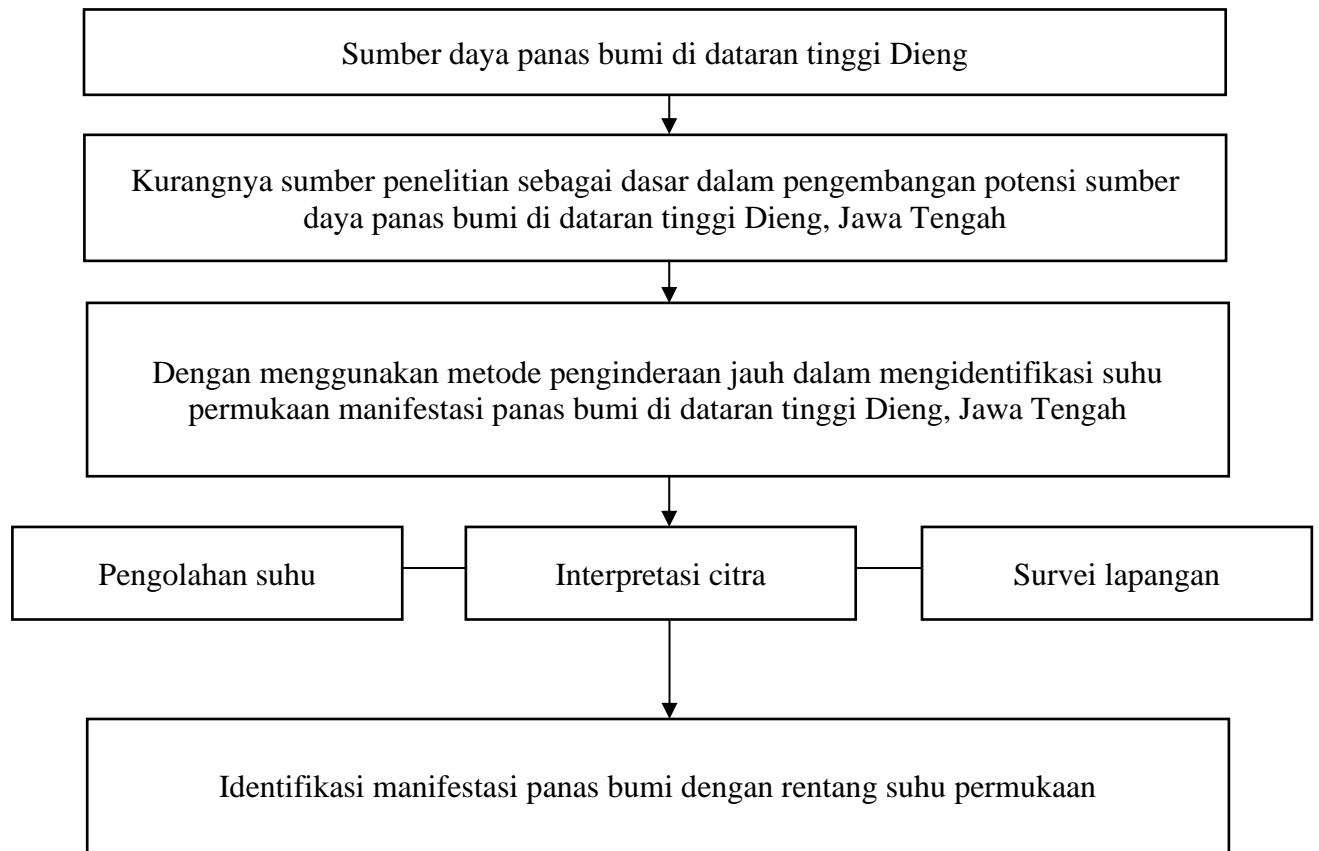 Sumber daya panas bumi di dataran tinggi Dieng
Kurangnya sumber penelitian sebagai dasar dalam pengembangan potensi sumber
daya panas bumi di dataran tinggi Dieng, Jawa Tengah
Dengan menggunakan metode penginderaan jauh dalam mengidentifikasi suhu
permukaan manifestasi panas bumi di dataran tinggi Dieng, Jawa Tengah
Pengolahan suhu
Interpretasi citra
Survei lapangan
Identifikasi manifestasi panas bumi dengan rentang suhu permukaan